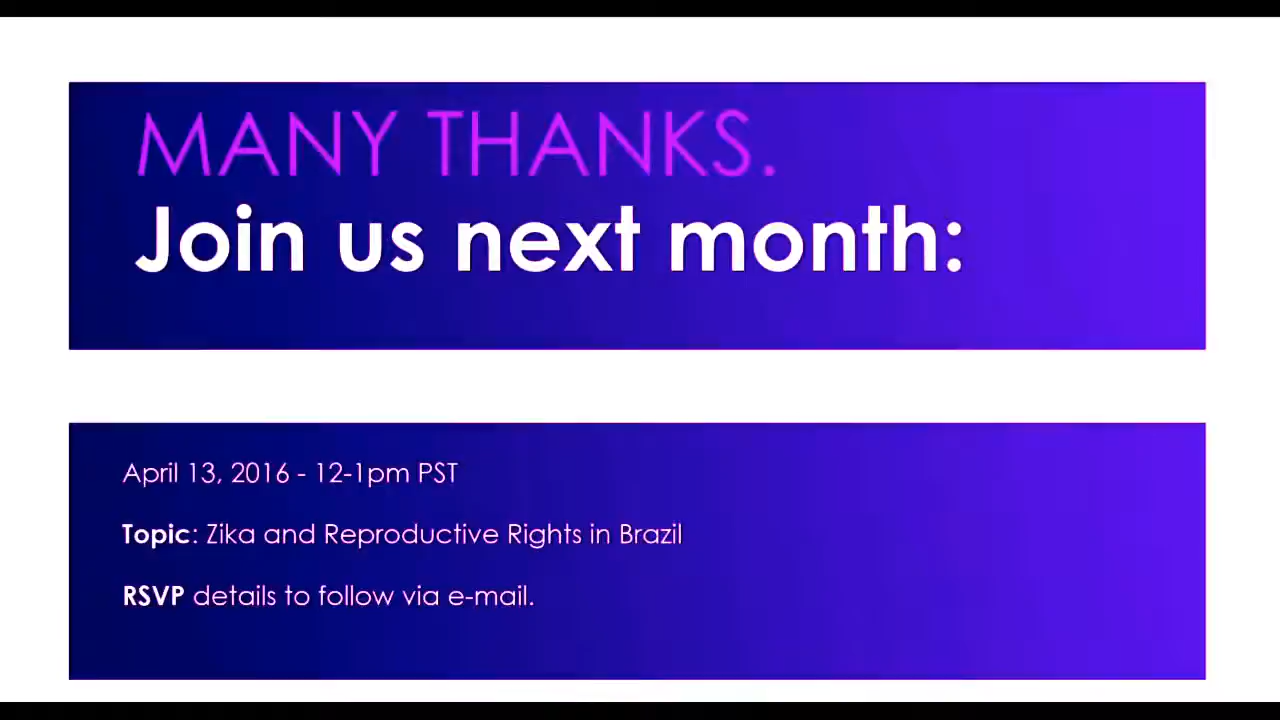 MANY THANKS.
Join us next month:
April 13, 2016 - 12-1pm PST
Topic: Zika and Reproductive Rights in Brazil
RSVP details to follow via e-mail.